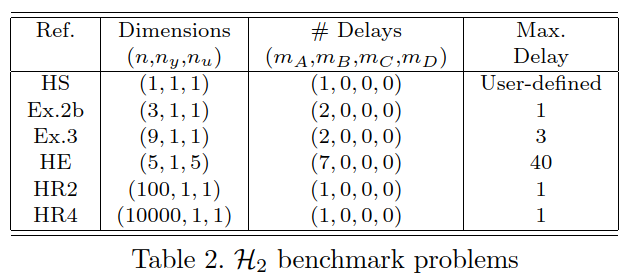 Ref. Dimensions # Delays Max.
(n,n_y,n_u) (m_A,m_B,m_C,m_D) Delay
HS (1, 1, 1) (1, 0, 0, 0) User-defined
Ex.2b (3, 1, 1) (2, 0, 0, 0) 1
Ex.3 (9, 1, 1) (2, 0, 0, 0) 3
HE (5, 1, 5) (7, 0, 0, 0) 40
HR2 (100, 1, 1) (1, 0, 0, 0) 1
HR4 (10000, 1, 1) (1, 0, 0, 0) 1
Table 2. H₂ benchmark problems